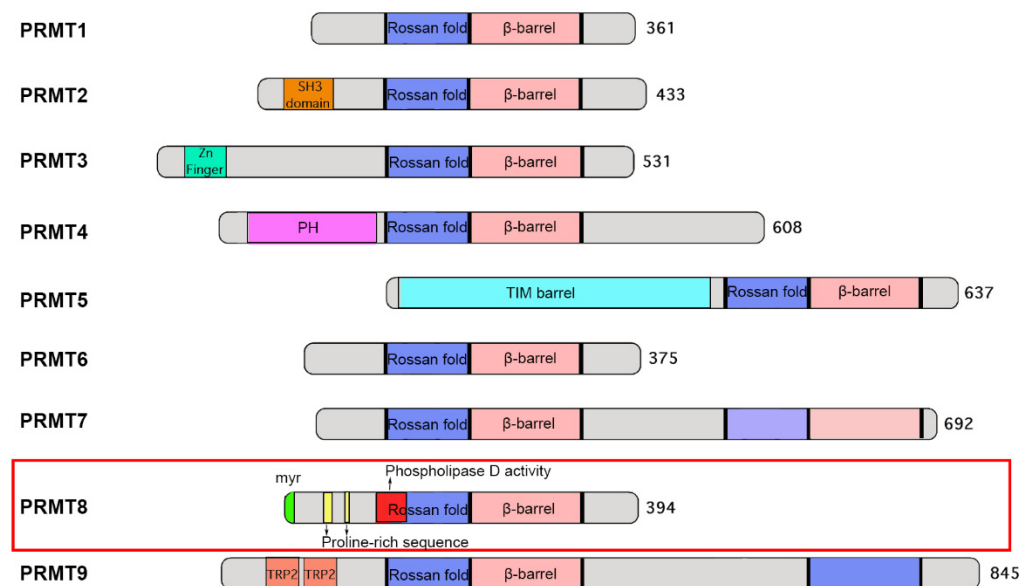 PRMT1
Rossan fold β-barrel
361
PRMT2
SH3
domain
Rossan fold β-barrel
433
PRMT3
Zn
Finger
Rossan fold β-barrel
531
PRMT4
PH
Rossan fold β-barrel
608
PRMT5
TIM barrel
Rossan fold β-barrel
637
PRMT6
Rossan fold β-barrel
375
PRMT7
Rossan fold β-barrel
692
Phospholipase D activity
myr
PRMT8
Rossan fold β-barrel
394
Proline-rich sequence
PRMT9
TRP2 TRP2
Rossan fold β-barrel
845